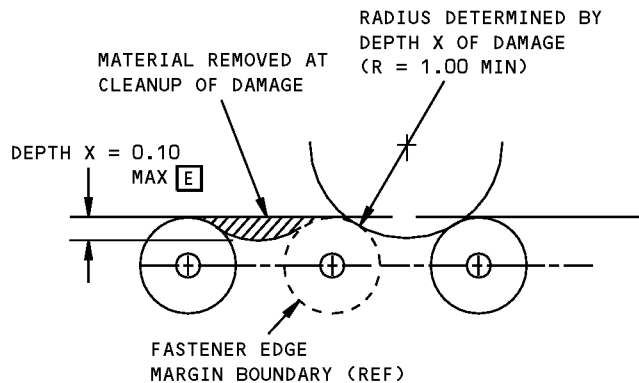 RADIUS DETERMINED BY
DEPTH X OF DAMAGE
(R = 1.00 MIN)
MATERIAL REMOVED AT
CLEANUP OF DAMAGE
DEPTH X = 0.10
MAX E
FASTENER EDGE
MARGIN BOUNDARY (REF)